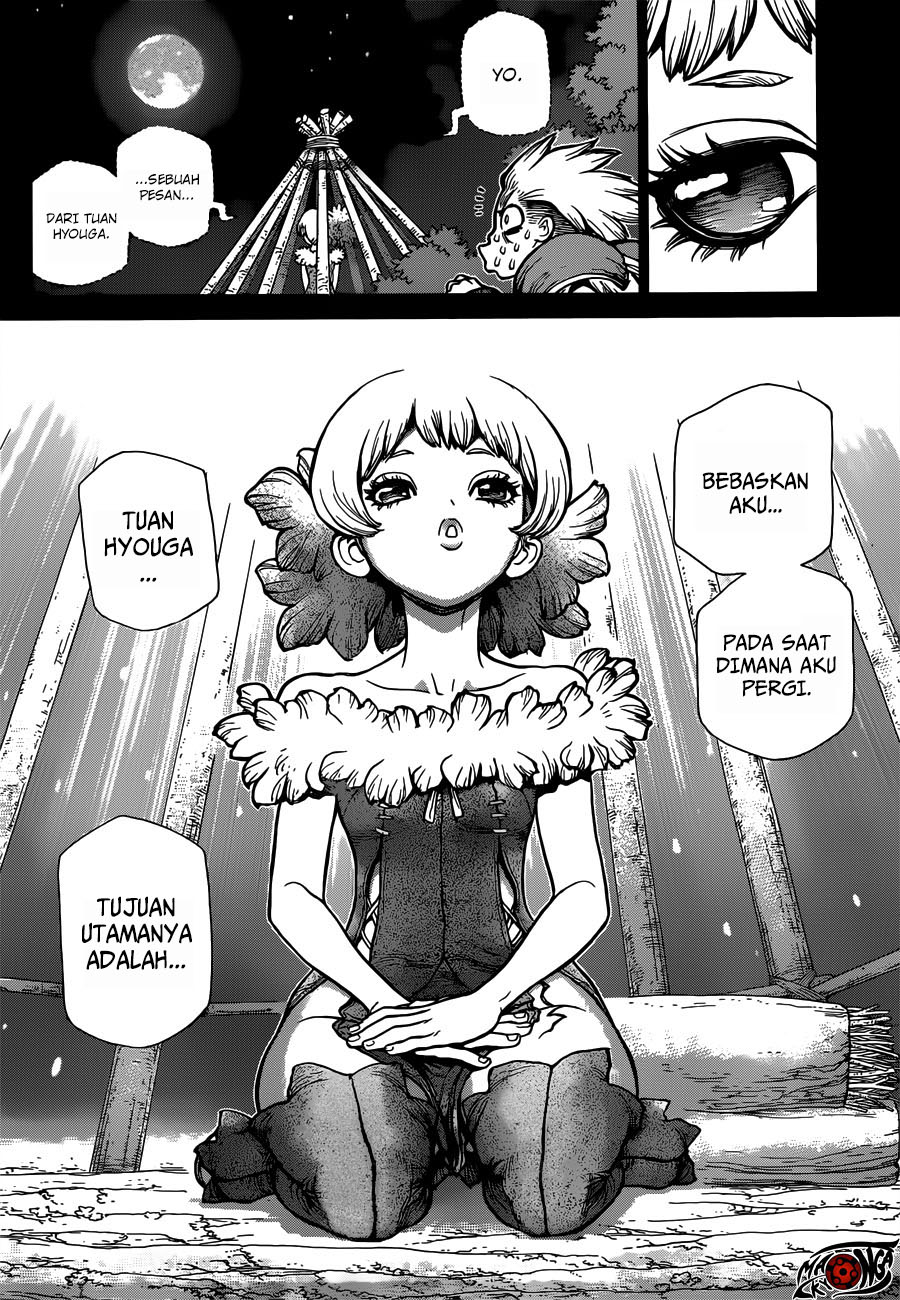 YO.
...SEBUAH
PESAN...
DARI TUAN
HYOUGA.
BEBASKAN
AKU...
PADA SAAT
DIMANA AKU
PERGI.
TUAN
HYOUGA
...
TUJUAN
UTAMANYA
ADALAH...